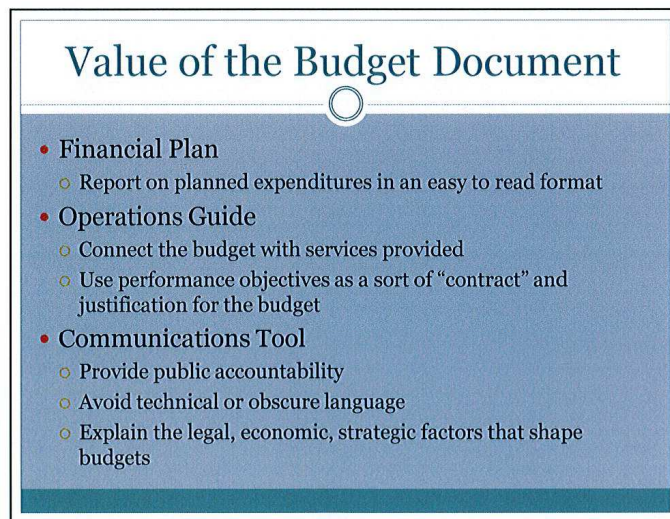 Value of the Budget Document
• Financial Plan
○ Report on planned expenditures in an easy to read format
• Operations Guide
○ Connect the budget with services provided
○ Use performance objectives as a sort of “contract” and
justification for the budget
• Communications Tool
○ Provide public accountability
○ Avoid technical or obscure language
○ Explain the legal, economic, strategic factors that shape
budgets